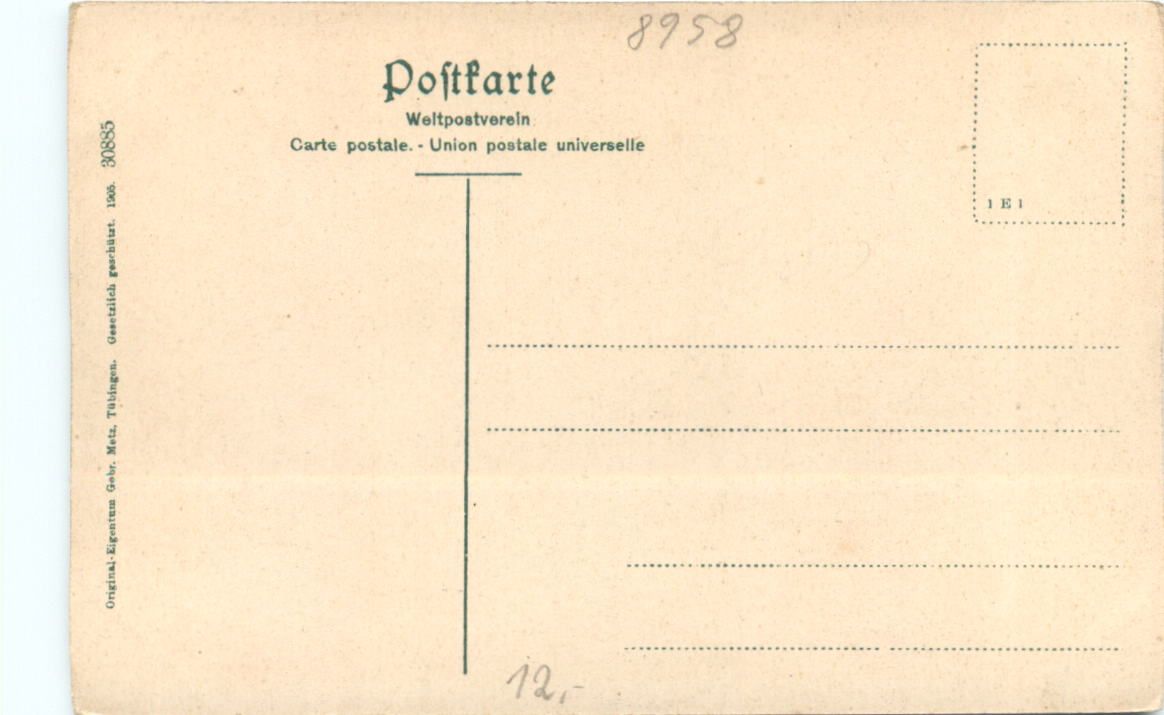 8958
Poſtkarte
Weltpostverein
Carte postale. - Union postale universelle
1 E 1
Original-Eigentum Gebr. Metz, Tübingen. Gesetzlich geschützt. 1905. 30885
12,-